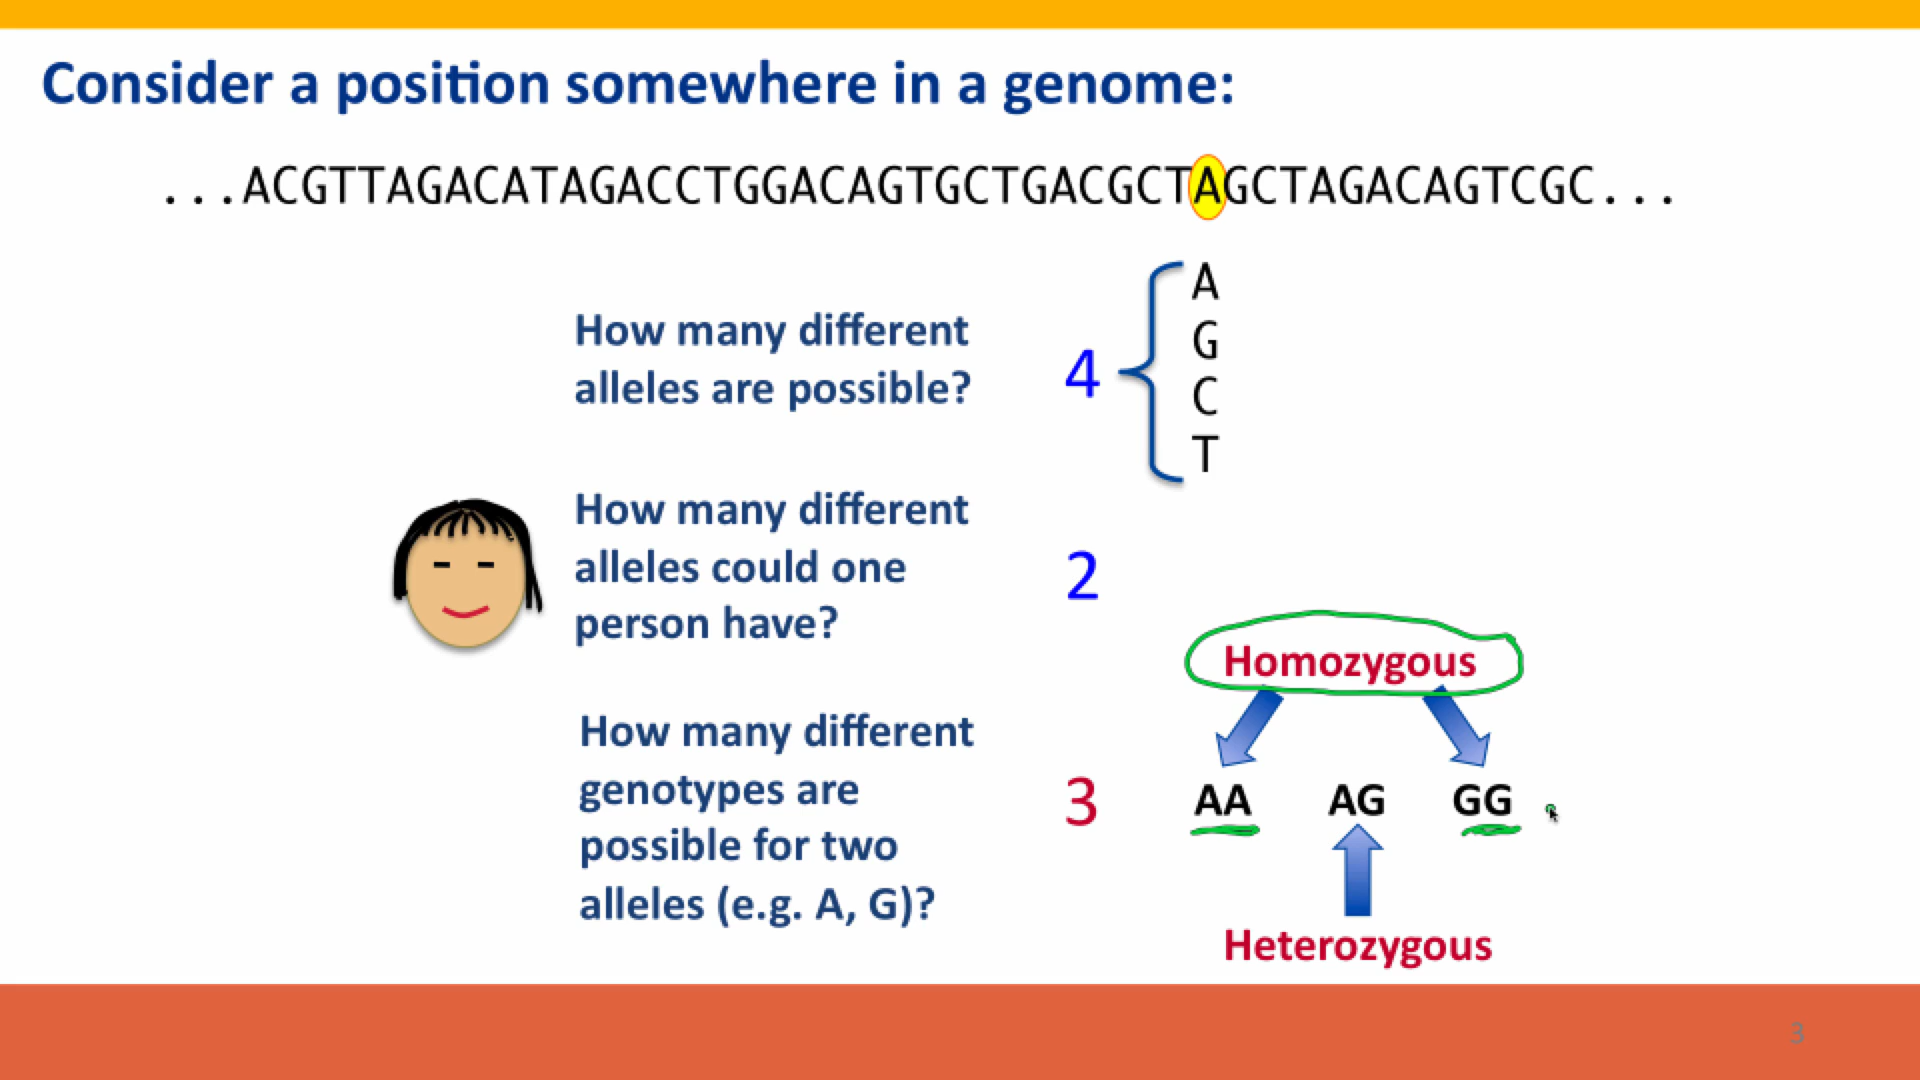 Consider a position somewhere in a genome:
...ACGTTAGACATAGACCTGGACAGTGCTGACGCTAGCTAGACAGTCGC...
How many different
alleles are possible?
4
A
G
C
T
How many different
alleles could one
person have?
2
How many different
genotypes are
possible for two
alleles (e.g. A, G)?
3
Homozygous
AA AG GG
Heterozygous
3